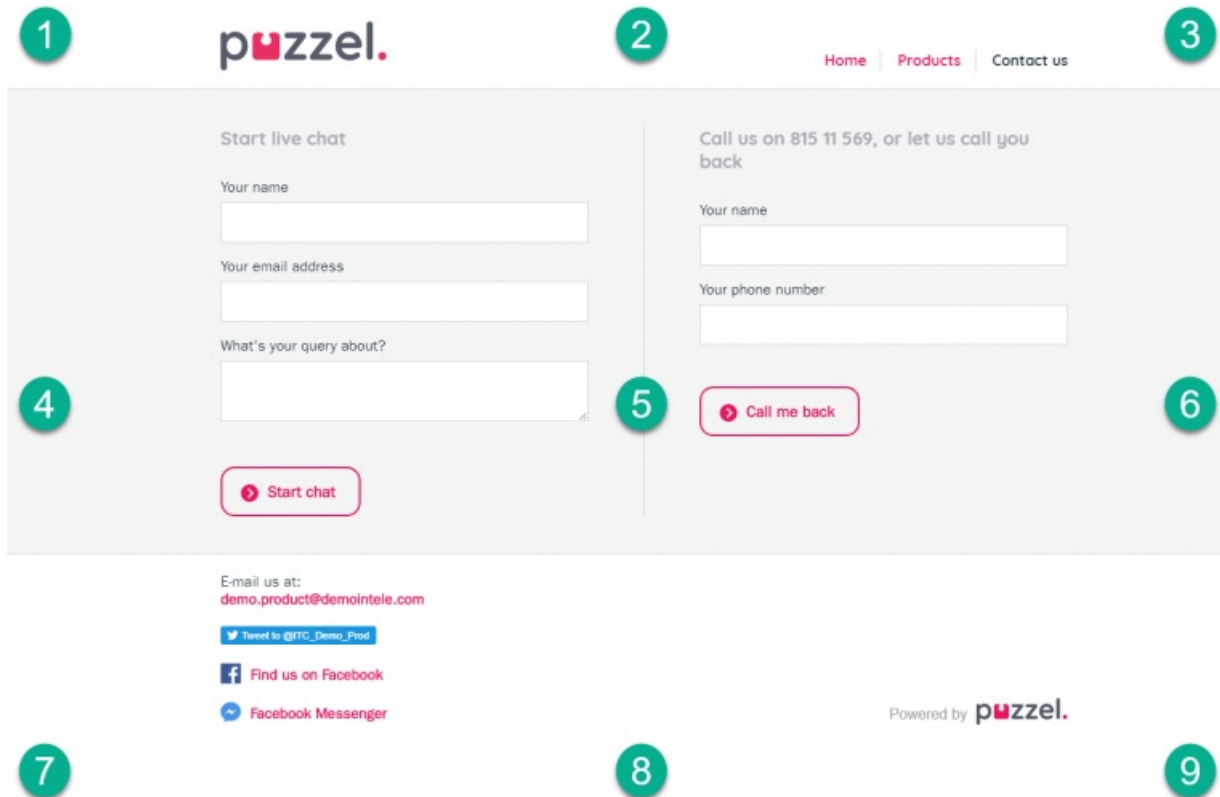 1
puzzel.
2
3
Home
Products
Contact us
Start live chat
Your name
Your email address
What's your query about?
Start chat
Call us on 815 11 569, or let us call you
back
Your name
Your phone number
Call me back
4
5
6
E-mail us at:
demo.product@demointele.com
Tweet to @ITC_Demo_Prod
Find us on Facebook
Facebook Messenger
Powered by puzzel.
7
8
9